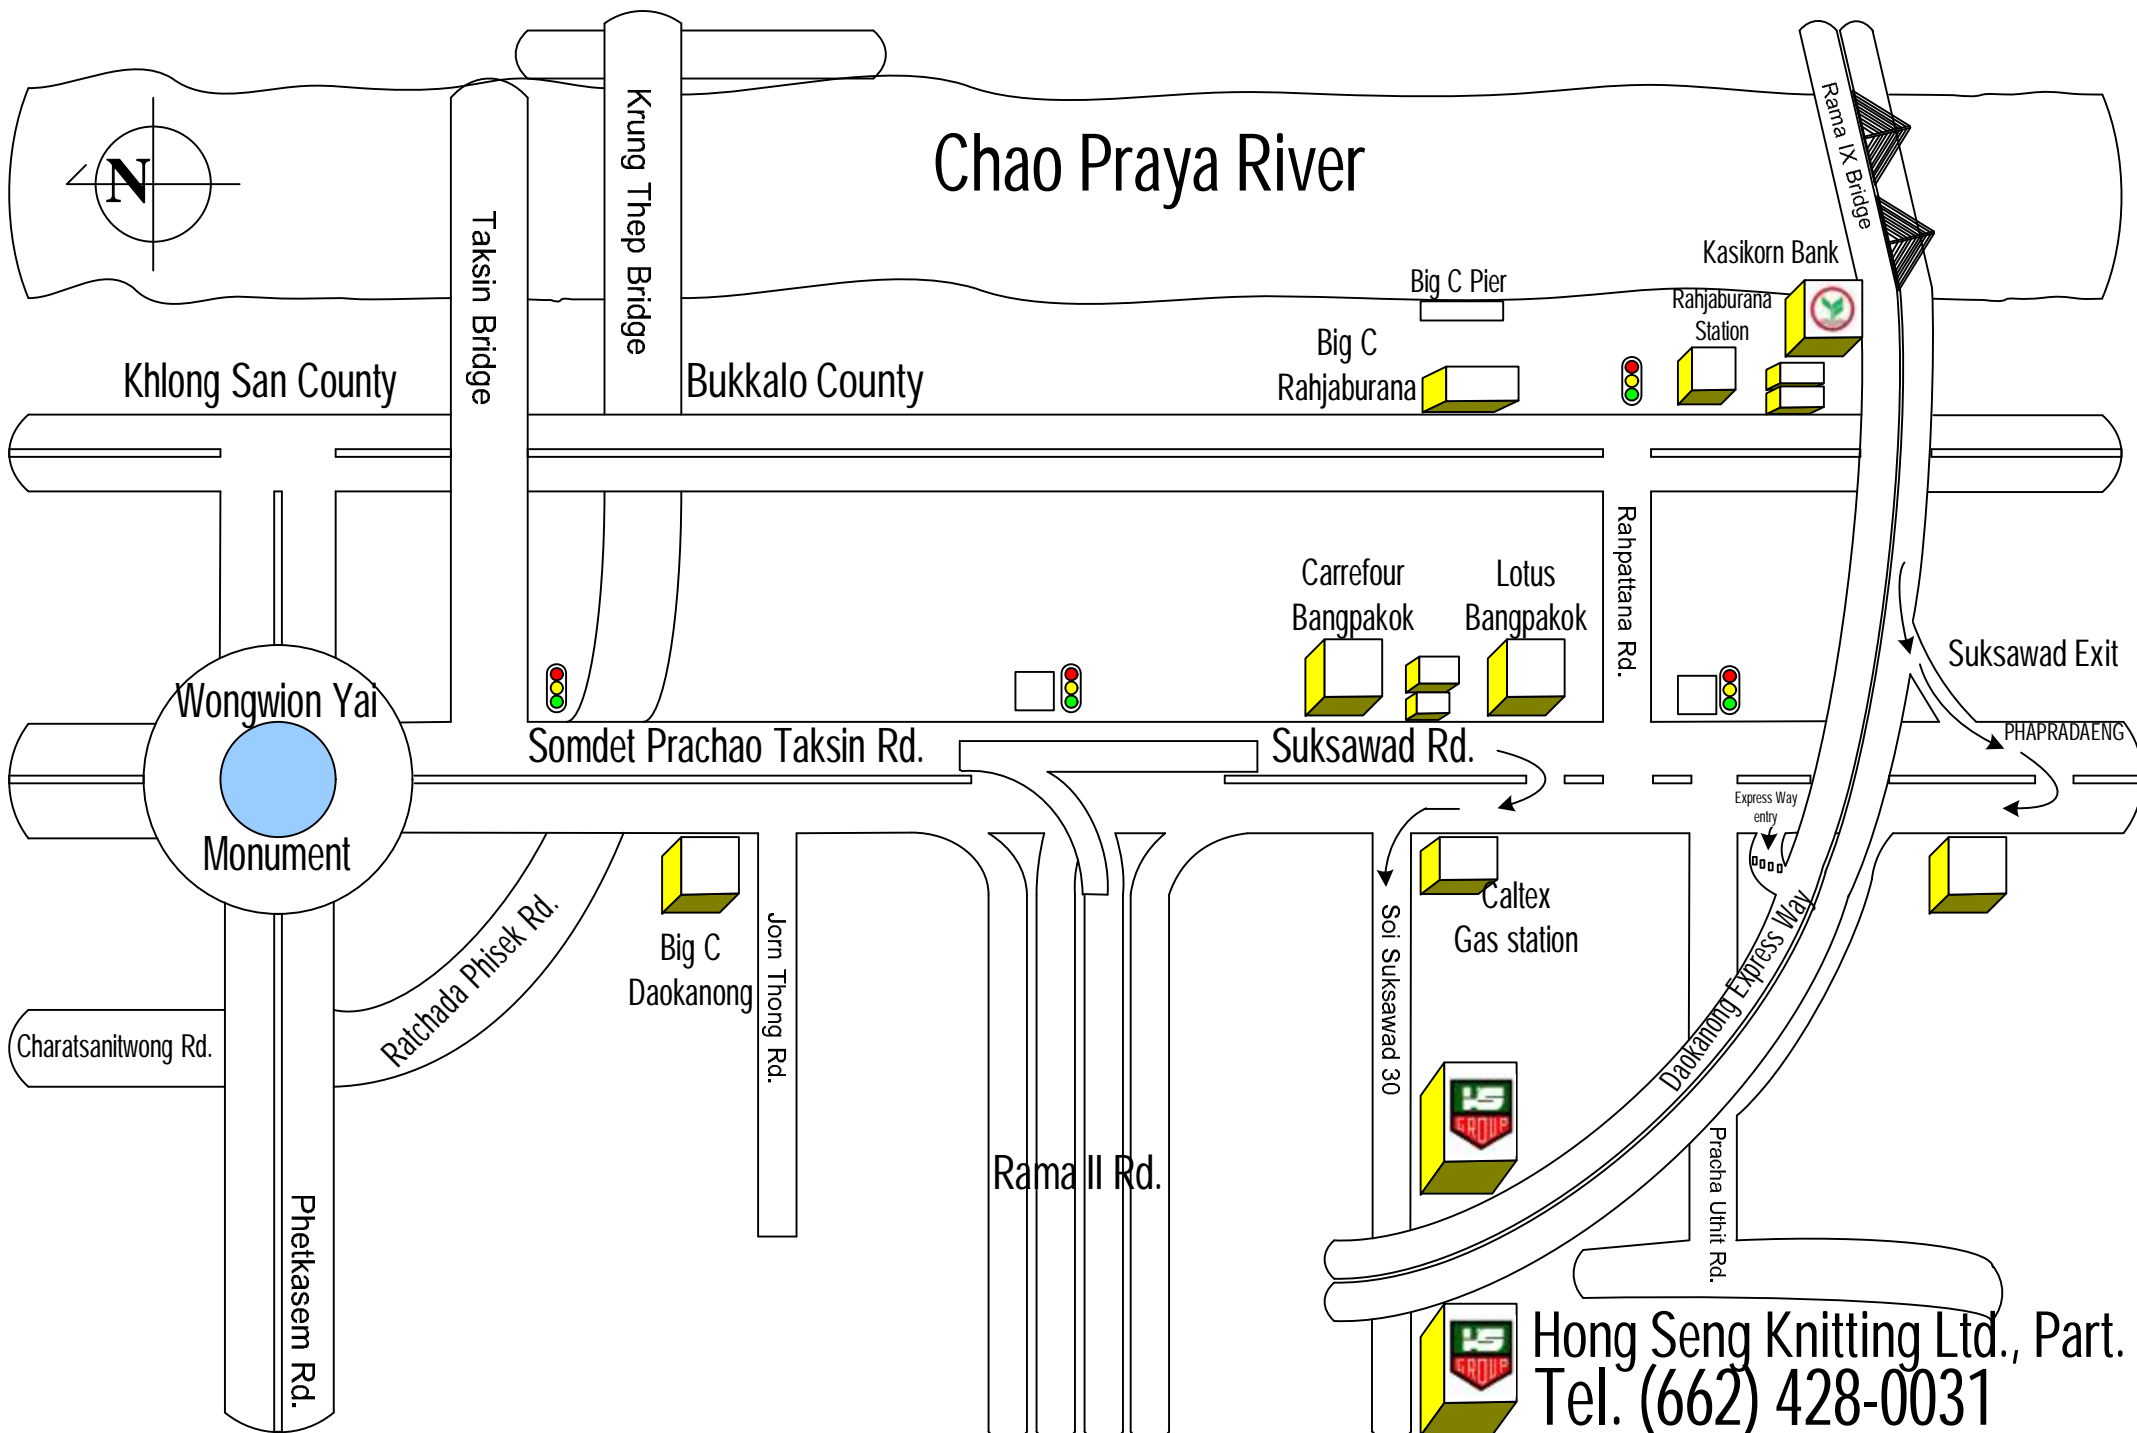 N
Chao Praya River
Krung Thep Bridge
Taksin Bridge
Rama IX Bridge
Kasikorn Bank
Big C Pier
Rahjaburana
Station
Big C
Rahjaburana
Khlong San County
Bukkalo County
Rahpattana Rd.
Carrefour
Bangpakok
Lotus
Bangpakok
Suksawad Exit
Wongwion Yai
Monument
Somdet Prachao Taksin Rd.
Suksawad Rd.
PHAPRADAENG
Express Way
entry
Caltex
Gas station
Soi Suksawad 30
Daokanong Express Way
Big C
Daokanong
Jorn Thong Rd.
Ratchada Phisek Rd.
Charatsanitwong Rd.
Phetkasem Rd.
Rama II Rd.
HS
GROUP
Pracha Uthit Rd.
HS
GROUP
Hong Seng Knitting Ltd., Part.
Tel. (662) 428-0031